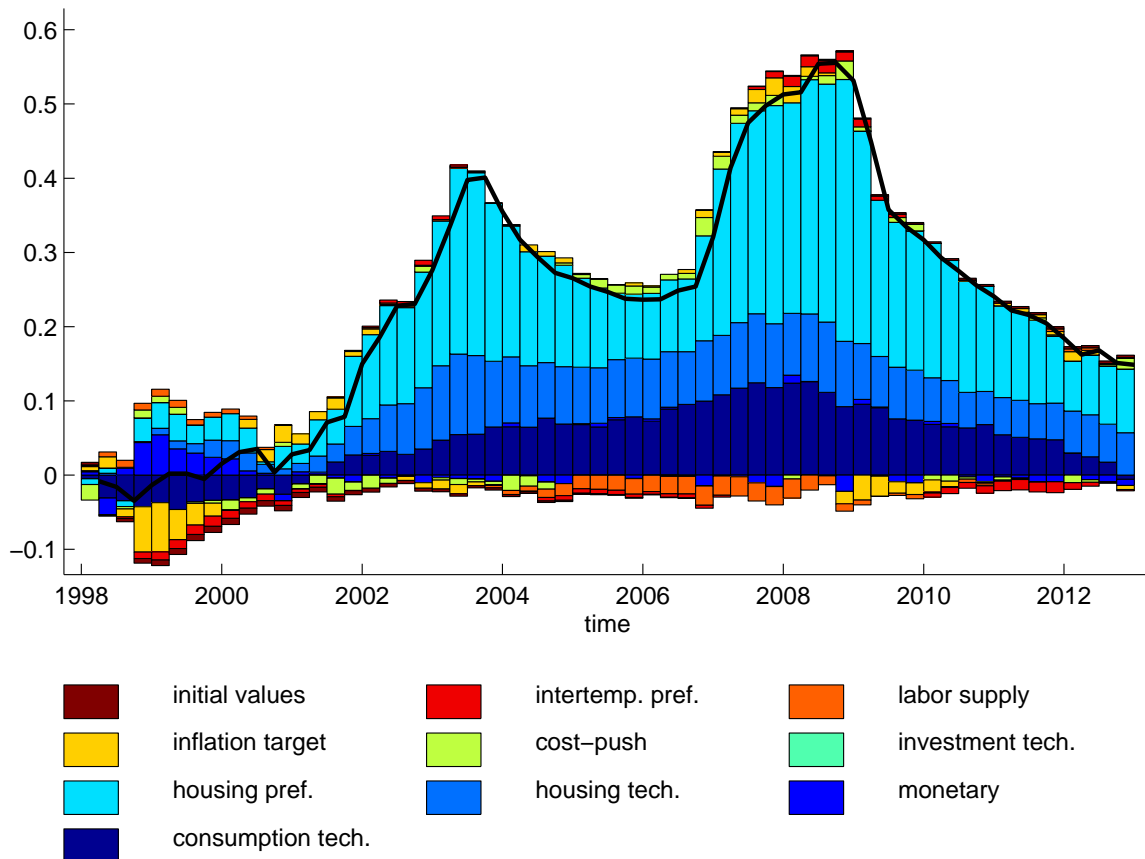 0.6
0.5
0.4
0.3
0.2
0.1
0
−0.1
1998 2000 2002 2004 2006 2008 2010 2012
time
initial values intertemp. pref. labor supply
inflation target cost−push investment tech.
housing pref. housing tech. monetary
consumption tech.